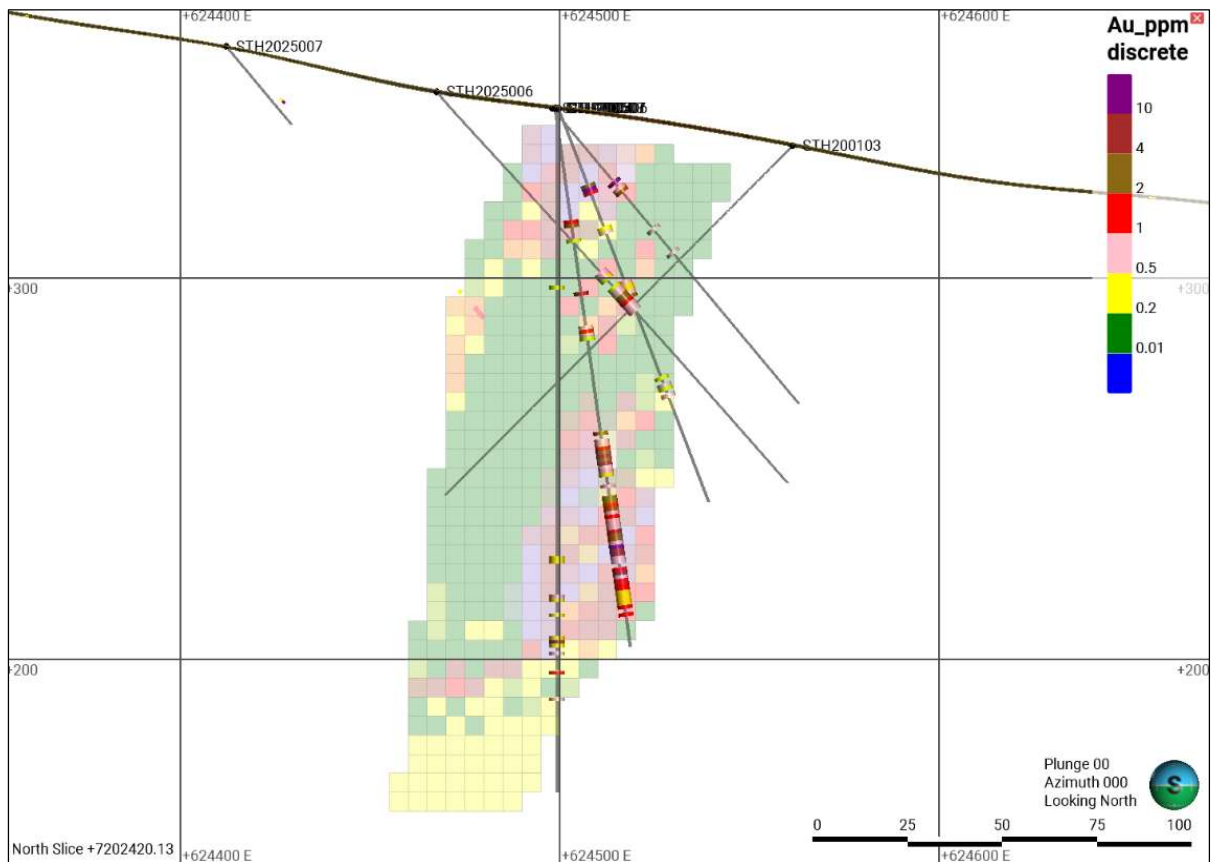 +624400 E
+624500 E
+624600 E
Au_ppm
discrete
10
4
2
1
0.5
0.2
0.01
STH2025007
STH2025006
STH200103
+300
+300
+200
+200
Plunge 00
Azimuth 000
Looking North
S
0
25
50
75
100
North Slice +7202420.13
+624400 E
+624500 E
+624600 E